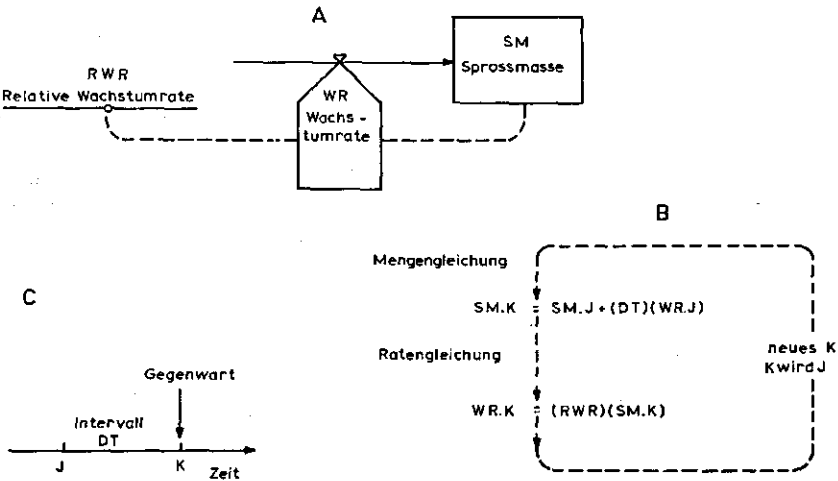 A
RWR
Relative Wachstumrate
WR
Wachs-
tumrate
SM
Sprossmasse
B
Mengengleichung
SM.K = SM.J + (DT)(WR.J)
Ratengleichung
WR.K = (RWR)(SM.K)
neues K
K wird J
C
Gegenwart
Intervall
DT
J K Zeit